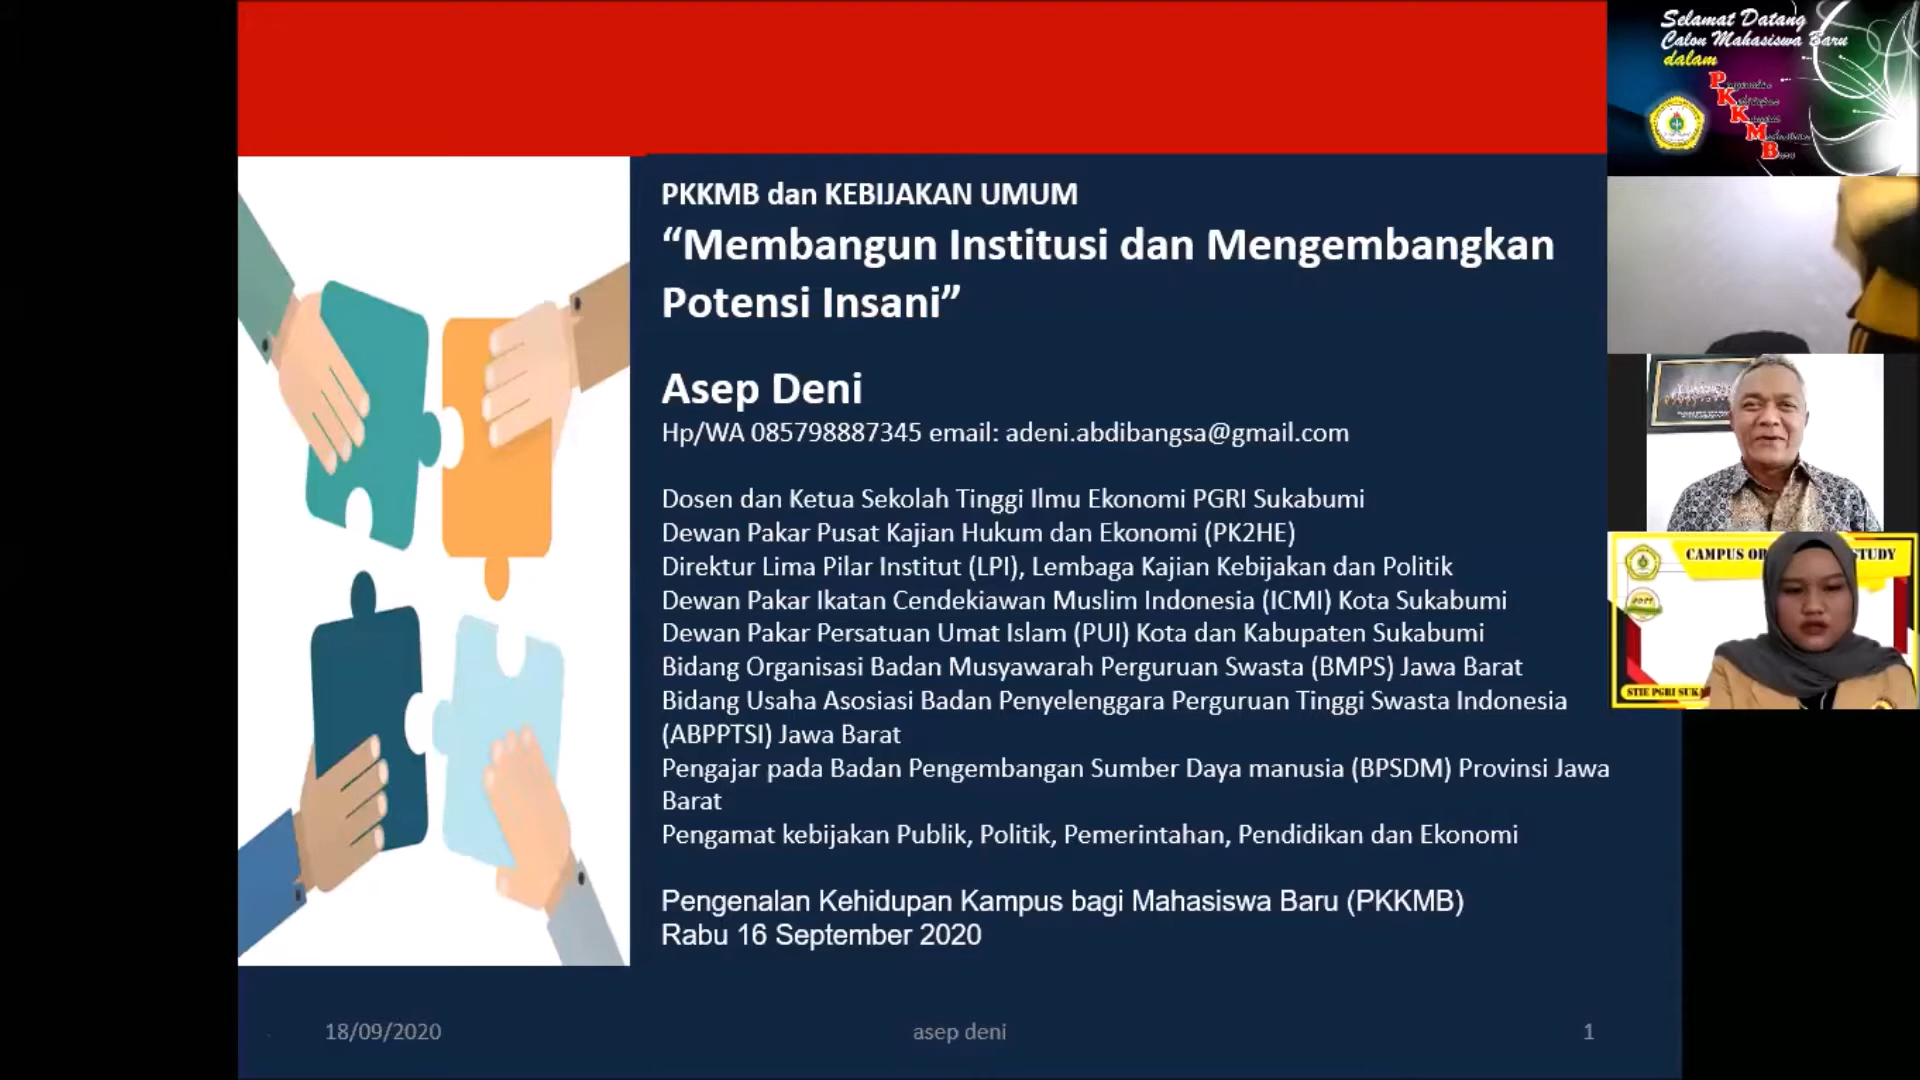 PKKMB dan KEBIJAKAN UMUM
“Membangun Institusi dan Mengembangkan
Potensi Insani”
Asep Deni
Hp/WA 085798887345 email: adeni.abdibangsa@gmail.com
Dosen dan Ketua Sekolah Tinggi Ilmu Ekonomi PGRI Sukabumi
Dewan Pakar Pusat Kajian Hukum dan Ekonomi (PK2HE)
Direktur Lima Pilar Institut (LPI), Lembaga Kajian Kebijakan dan Politik
Dewan Pakar Ikatan Cendekiawan Muslim Indonesia (ICMI) Kota Sukabumi
Dewan Pakar Persatuan Umat Islam (PUI) Kota dan Kabupaten Sukabumi
Bidang Organisasi Badan Musyawarah Perguruan Swasta (BMPS) Jawa Barat
Bidang Usaha Asosiasi Badan Penyelenggara Perguruan Tinggi Swasta Indonesia
(ABPPTSI) Jawa Barat
Pengajar pada Badan Pengembangan Sumber Daya manusia (BPSDM) Provinsi Jawa
Barat
Pengamat kebijakan Publik, Politik, Pemerintahan, Pendidikan dan Ekonomi
Pengenalan Kehidupan Kampus bagi Mahasiswa Baru (PKKMB)
Rabu 16 September 2020
18/09/2020
asep deni
1
Selamat Datang
Calon Mahasiswa Baru
dalam
P
K
K
M
B
CAMPUS
STUDY
STIE PGRI